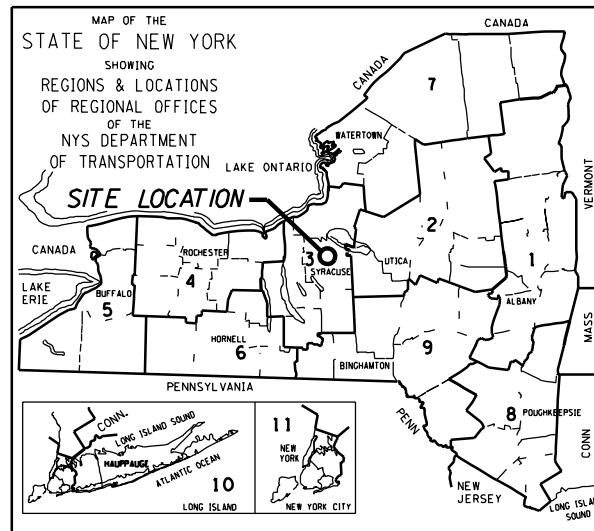 MAP OF THE
STATE OF NEW YORK
SHOWING
REGIONS & LOCATIONS
OF REGIONAL OFFICES
OF THE
NYS DEPARTMENT
OF TRANSPORTATION
CANADA
CANADA
7
WATERTOWN
LAKE ONTARIO
VERMONT
SITE LOCATION
2
CANADA
ROCHESTER
3
SYRACUSE
UTICA
1
4
LAKE
ERIE
BUFFALO
5
ALBANY
MASS
HORNELL
6
9
BINGHAMTON
PENNSYLVANIA
PENN
8
POUGHKEEPSIE
CONN
NEW
JERSEY
LONG ISLAND
SOUND
CONN.
LONG ISLAND SOUND
HAUPPAUGE
ATLANTIC OCEAN
10
LONG ISLAND
11
NEW
YORK
NEW YORK CITY